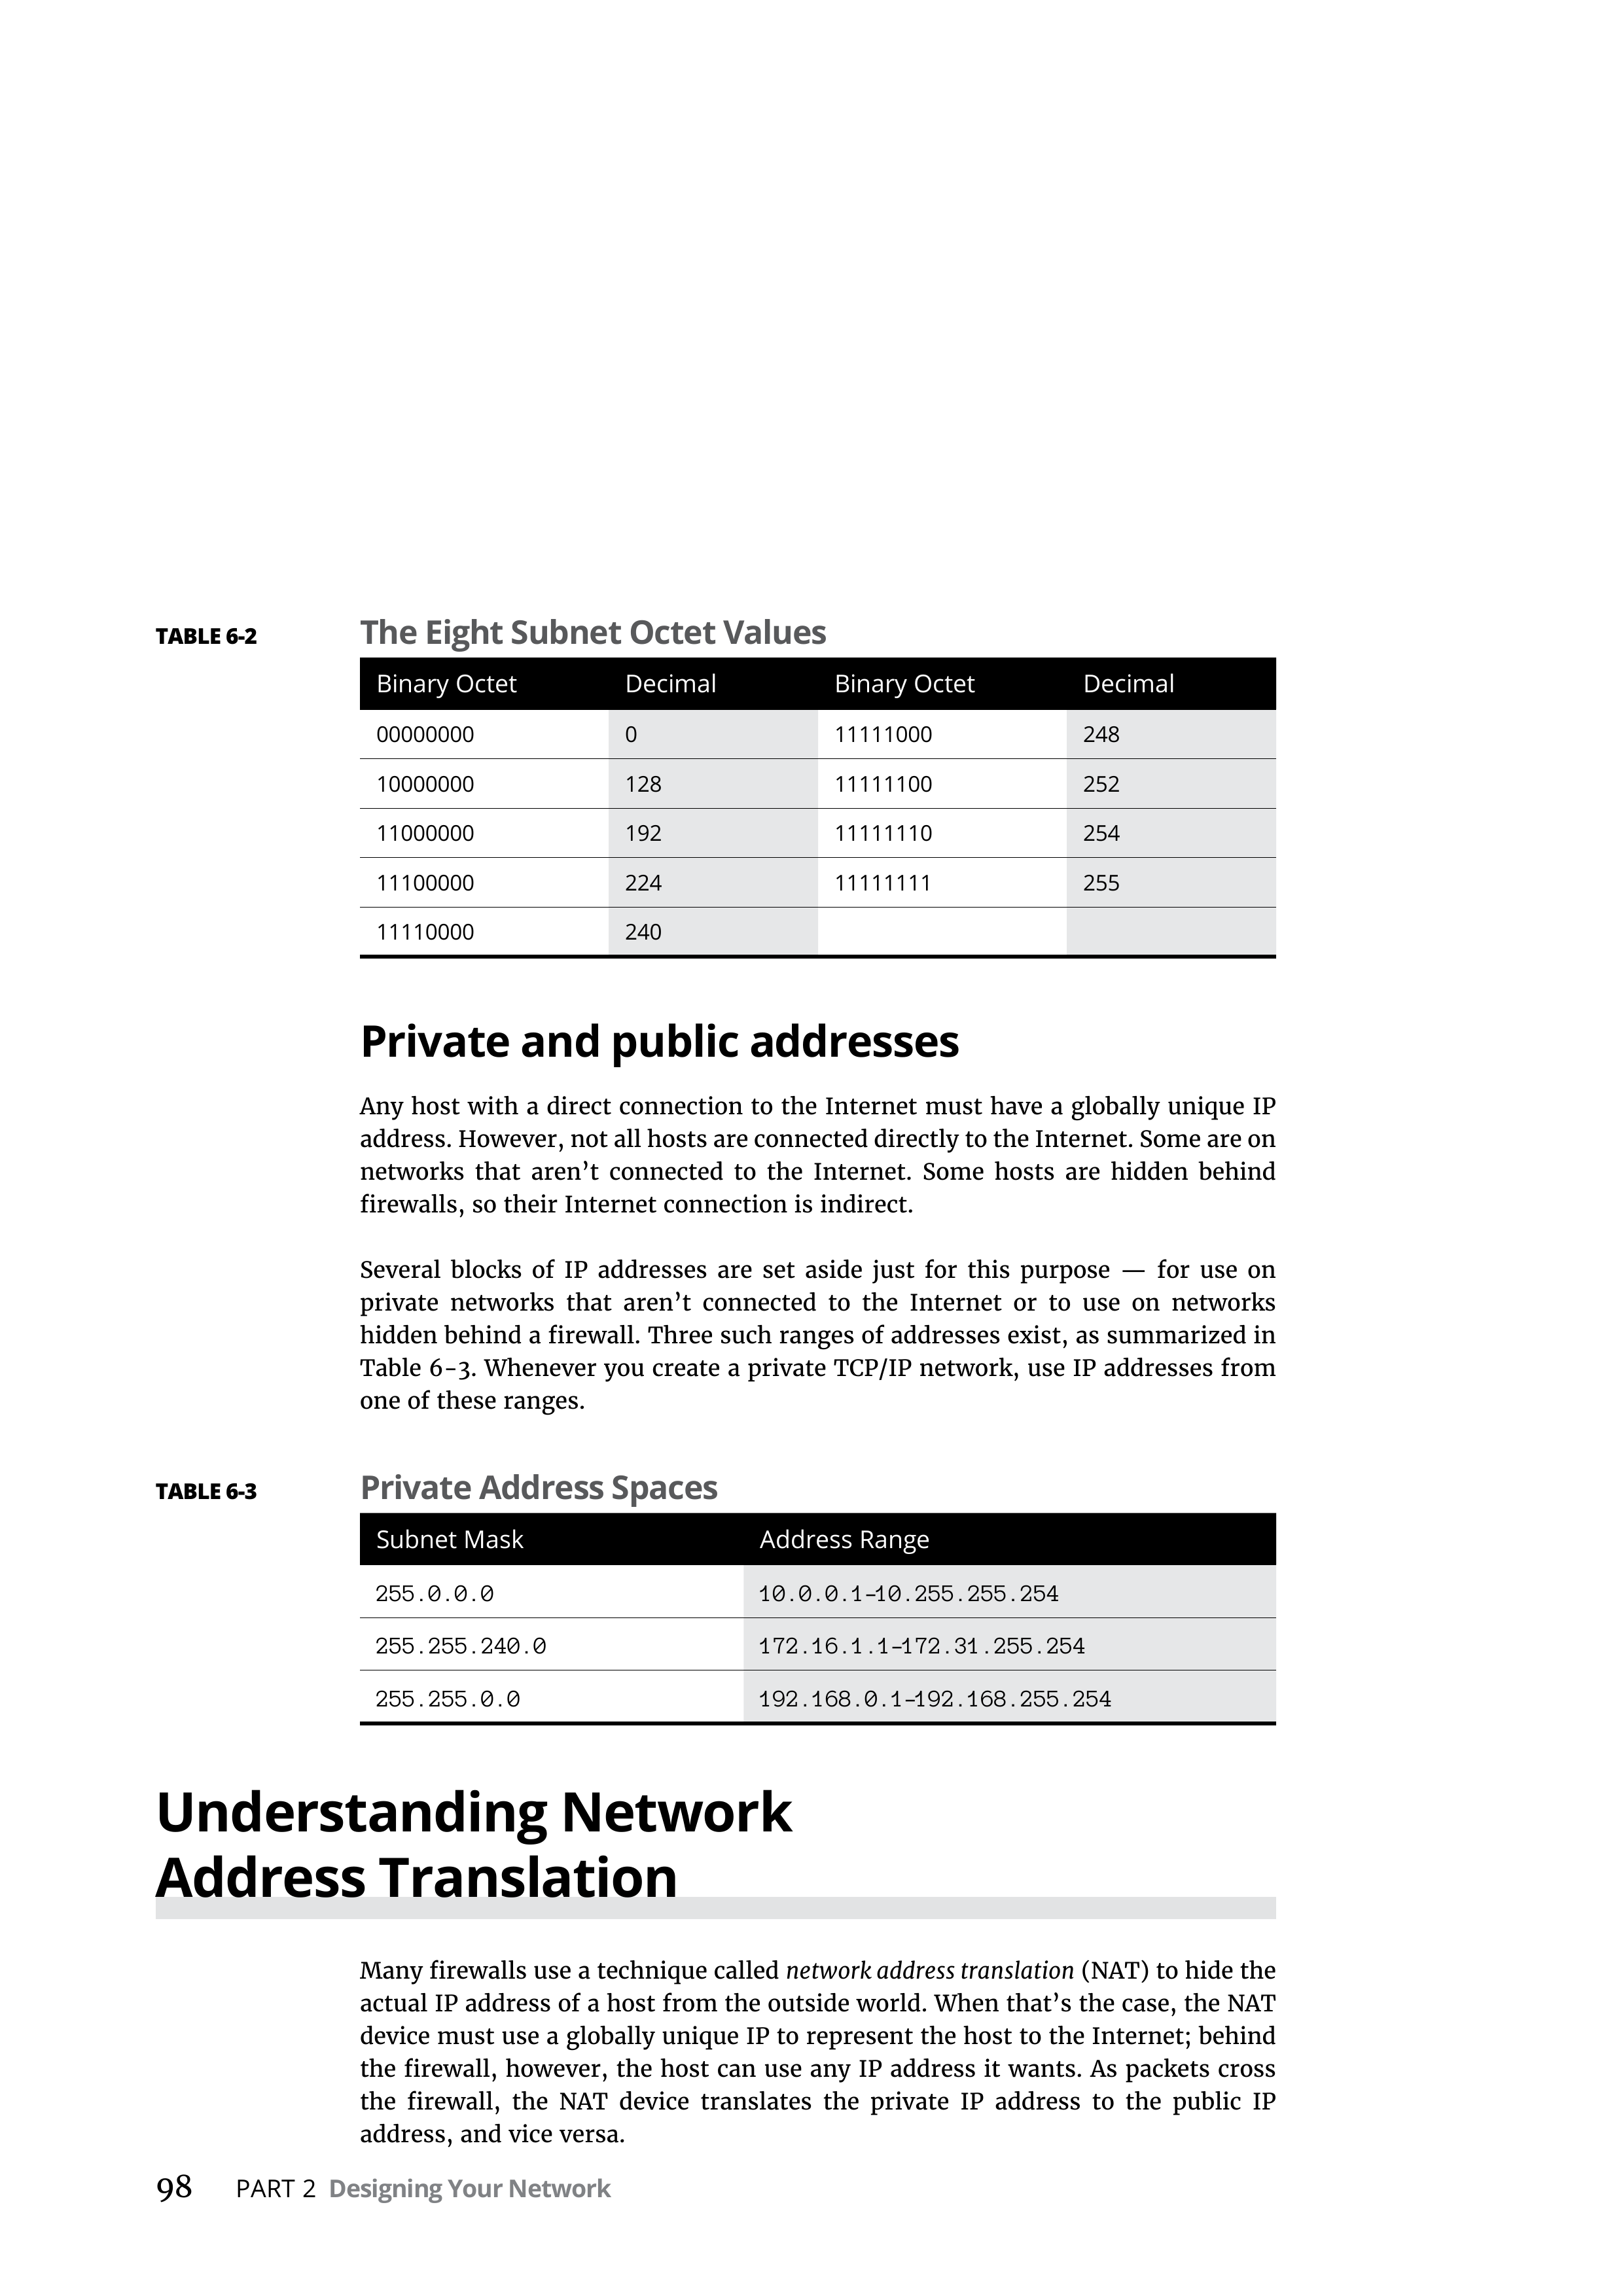 TABLE 6-2 The Eight Subnet Octet Values
Binary Octet Decimal Binary Octet Decimal
00000000 0 11111000 248
10000000 128 11111100 252
11000000 192 11111110 254
11100000 224 11111111 255
11110000 240
Private and public addresses
Any host with a direct connection to the Internet must have a globally unique IP
address. However, not all hosts are connected directly to the Internet. Some are on
networks that aren’t connected to the Internet. Some hosts are hidden behind
firewalls, so their Internet connection is indirect.
Several blocks of IP addresses are set aside just for this purpose — for use on
private networks that aren’t connected to the Internet or to use on networks
hidden behind a firewall. Three such ranges of addresses exist, as summarized in
Table 6-3. Whenever you create a private TCP/IP network, use IP addresses from
one of these ranges.
TABLE 6-3 Private Address Spaces
Subnet Mask Address Range
255.0.0.0 10.0.0.1–10.255.255.254
255.255.240.0 172.16.1.1–172.31.255.254
255.255.0.0 192.168.0.1–192.168.255.254
Understanding Network
Address Translation
Many firewalls use a technique called network address translation (NAT) to hide the
actual IP address of a host from the outside world. When that’s the case, the NAT
device must use a globally unique IP to represent the host to the Internet; behind
the firewall, however, the host can use any IP address it wants. As packets cross
the firewall, the NAT device translates the private IP address to the public IP
address, and vice versa.
98 PART 2 Designing Your Network